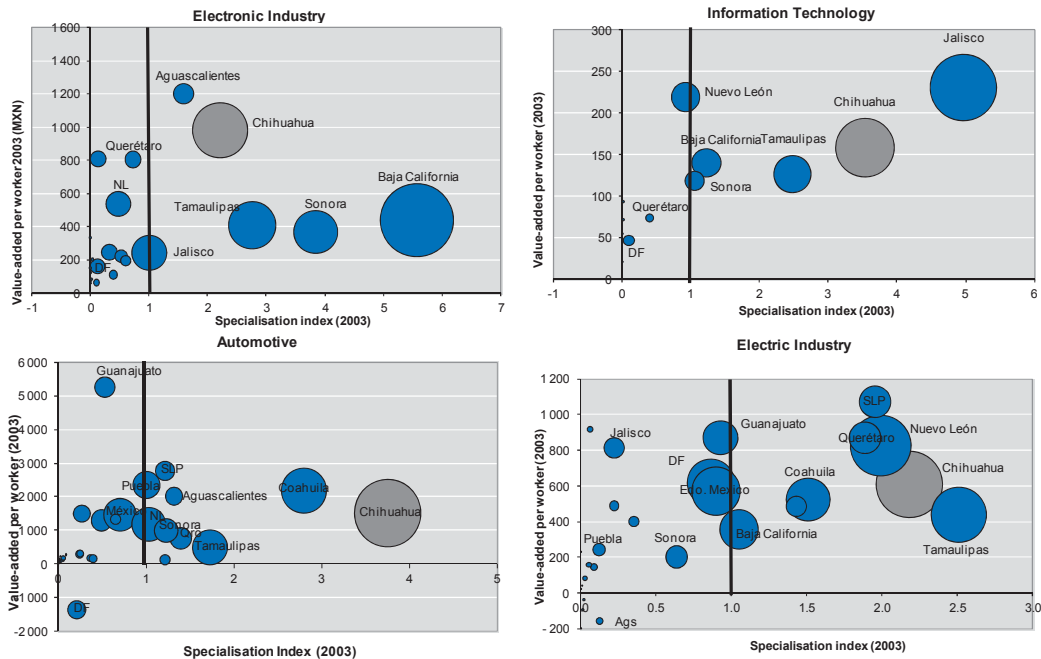 Electronic Industry
Value-added per worker 2003 (MXN)
1 600
1 400
1 200
1 000
800
600
400
200
0
-1
0
1
2
3
4
5
6
7
Aguascalientes
Chihuahua
Querétaro
NL
Baja California
Tamaulipas
Sonora
DF
Jalisco
Specialisation index (2003)
Information Technology
Value-added per worker (2003)
300
250
200
150
100
50
0
-1
0
1
2
3
4
5
6
Jalisco
Nuevo León
Chihuahua
Baja California
Tamaulipas
Sonora
Querétaro
DF
Specialisation index (2003)
Automotive
Value-added per worker (2003)
6 000
5 000
4 000
3 000
2 000
1 000
0
-1 000
-2 000
0
1
2
3
4
5
Guanajuato
SLP
Puebla
Aguascalientes
Coahuila
México
NL
Sonora
Qro
Chihuahua
Tamaulipas
DF
Specialisation Index (2003)
Electric Industry
Value-added per worker (2003)
1 200
1 000
800
600
400
200
0
- 200
0.0
0.5
1.0
1.5
2.0
2.5
3.0
SLP
Jalisco
Guanajuato
Querétaro
Nuevo León
DF
Edo. Mexico
Coahuila
Chihuahua
Puebla
Sonora
Baja California
Tamaulipas
Ags
Specialisation index (2003)